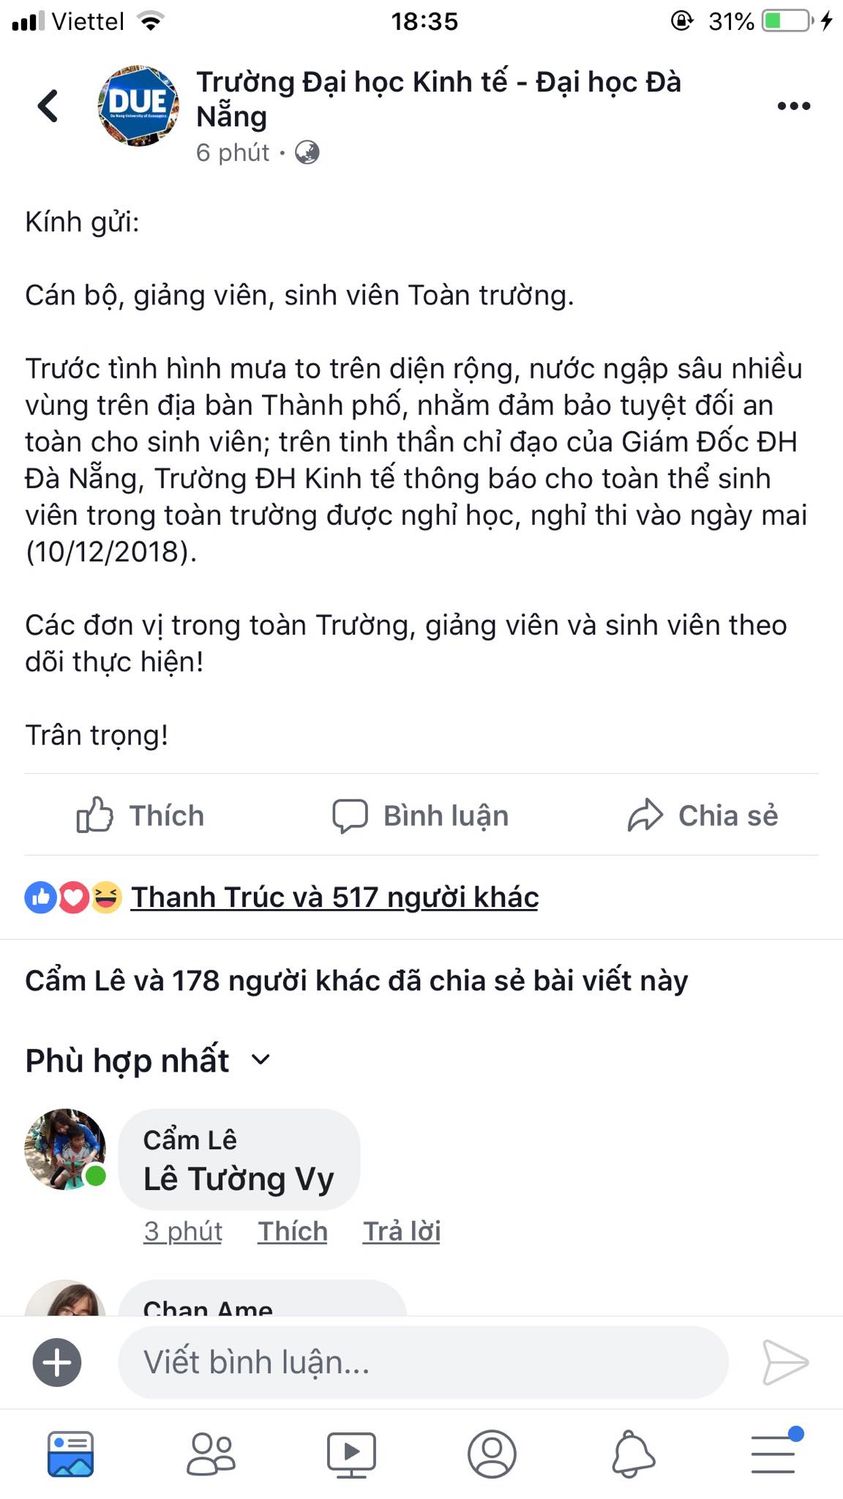 Viettel 18:35 31%
Trường Đại học Kinh tế - Đại học Đà
Nẵng
6 phút ·
DUE
Kính gửi:
Cán bộ, giảng viên, sinh viên Toàn trường.
Trước tình hình mưa to trên diện rộng, nước ngập sâu nhiều
vùng trên địa bàn Thành phố, nhằm đảm bảo tuyệt đối an
toàn cho sinh viên; trên tinh thần chỉ đạo của Giám Đốc ĐH
Đà Nẵng, Trường ĐH Kinh tế thông báo cho toàn thể sinh
viên trong toàn trường được nghỉ học, nghỉ thi vào ngày mai
(10/12/2018).
Các đơn vị trong toàn Trường, giảng viên và sinh viên theo
dõi thực hiện!
Trân trọng!
Thích Bình luận Chia sẻ
Thanh Trúc và 517 người khác
Cẩm Lê và 178 người khác đã chia sẻ bài viết này
Phù hợp nhất
Cẩm Lê
Lê Tường Vy
3 phút Thích Trả lời
Chan Ame
Viết bình luận...